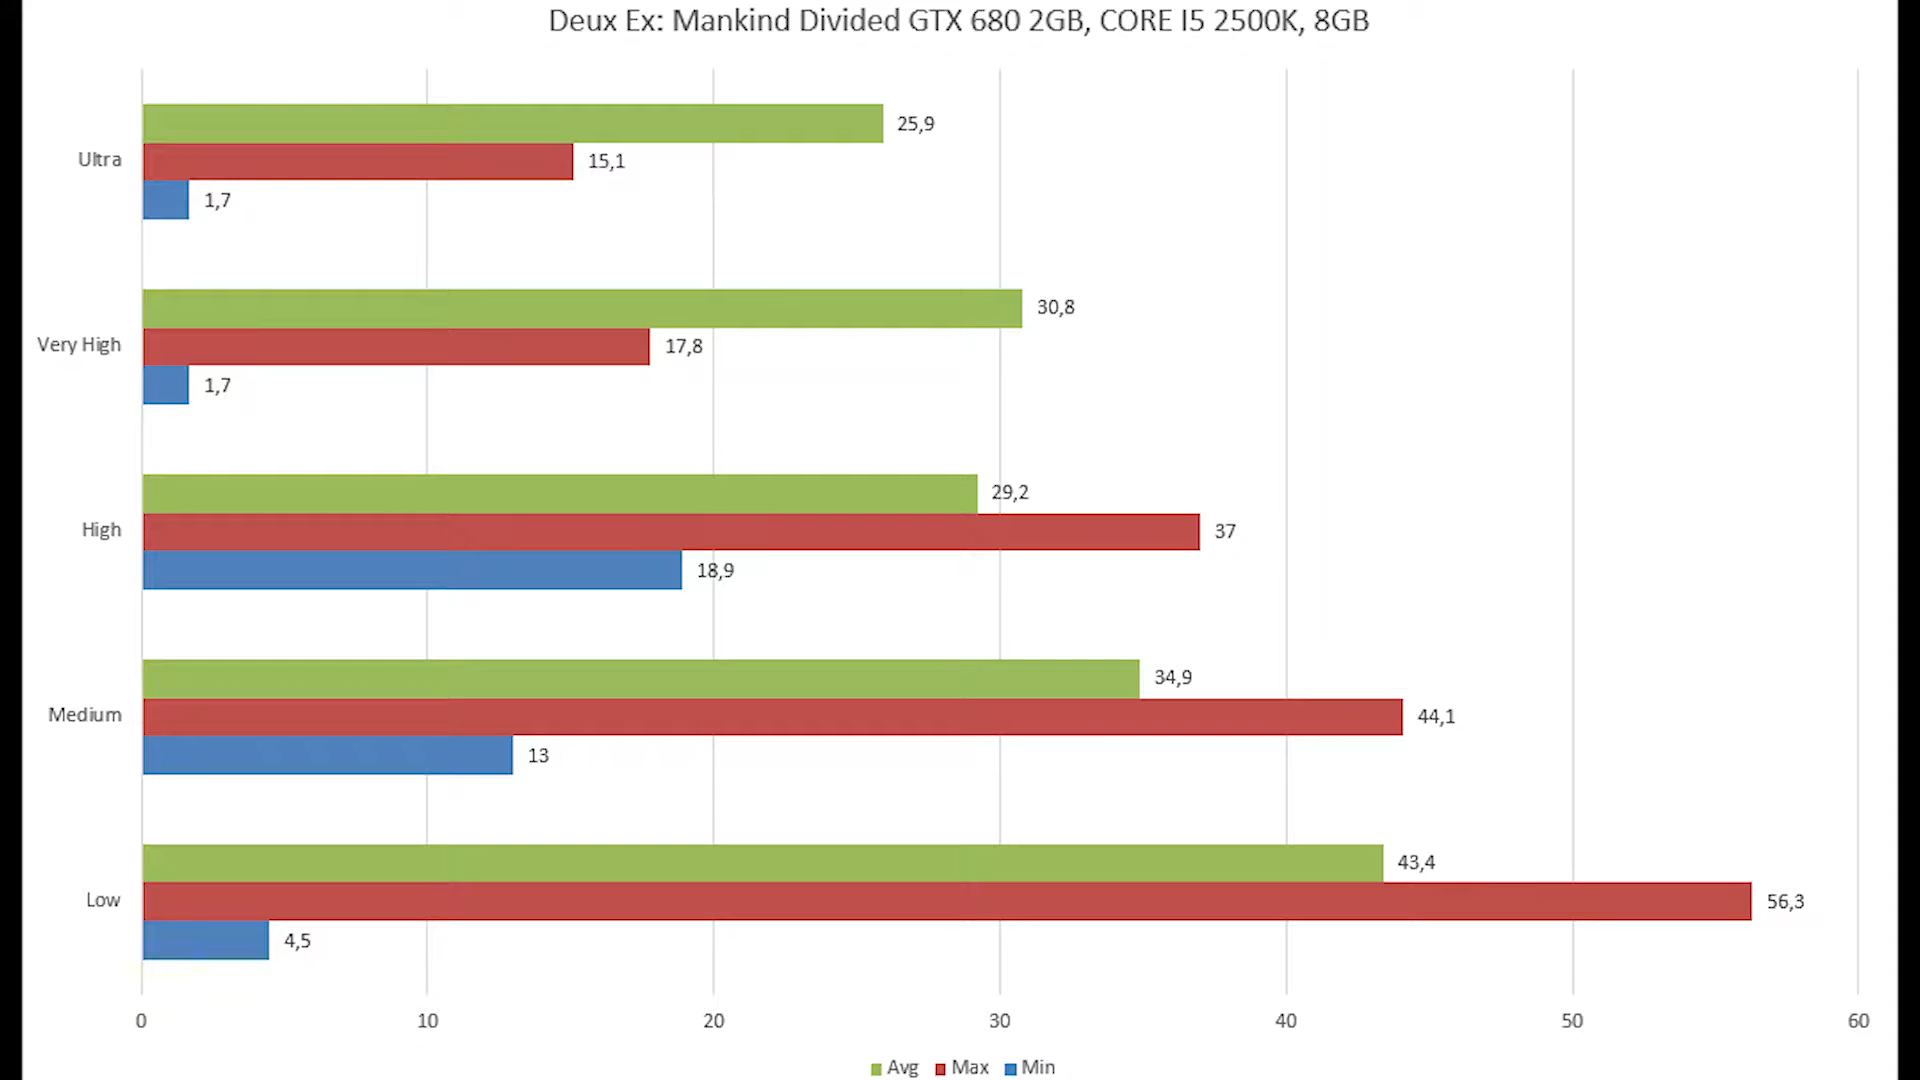 Deux Ex: Mankind Divided GTX 680 2GB, CORE I5 2500K, 8GB
25,9
Ultra
15,1
1,7
30,8
Very High
17,8
1,7
29,2
High
37
18,9
34,9
Medium
44,1
13
43,4
Low
56,3
4,5
0 10 20 30 40 50 60
Avg Max Min